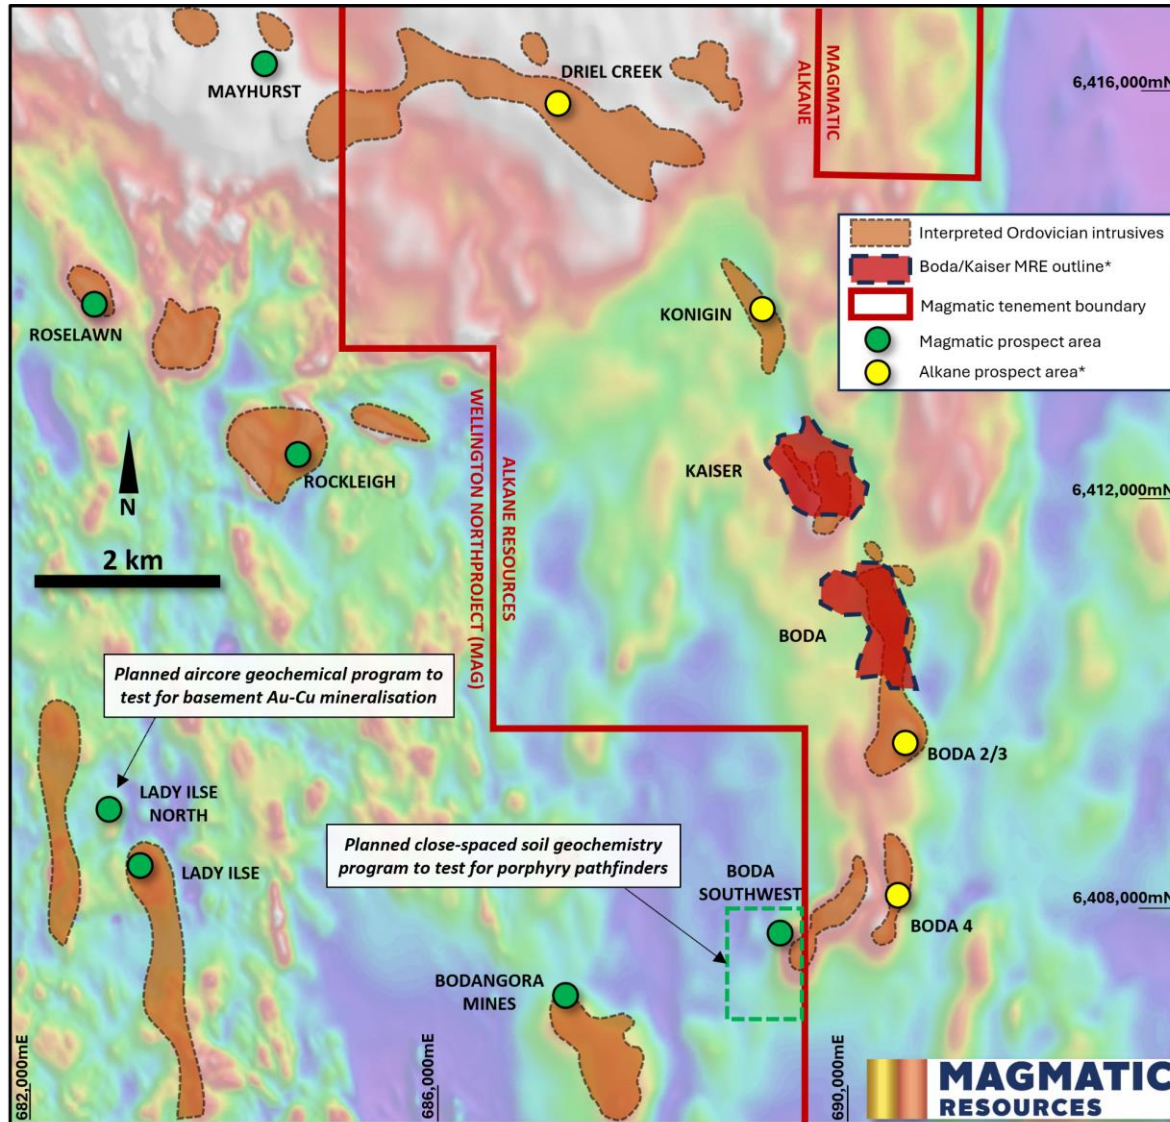 MAYHURST
DRIEL CREEK
MAGMATIC
ALKANE
6,416,000mN
Interpreted Ordovician intrusives
Boda/Kaiser MRE outline*
Magmatic tenement boundary
Magmatic prospect area
Alkane prospect area*
ROSELAWN
KONIGIN
WELLINGTON NORTHPROJECT (MAG)
ALKANE RESOURCES
ROCKLEIGH
KAISER
6,412,000mN
N
2 km
BODA
Planned aircore geochemical program to
test for basement Au-Cu mineralisation
BODA 2/3
LADY ILSE
NORTH
LADY ILSE
Planned close-spaced soil geochemistry
program to test for porphyry pathfinders
BODA
SOUTHWEST
BODA 4
6,408,000mN
BODANGORA
MINES
682,000mE
686,000mE
690,000mE
MAGMATIC
RESOURCES